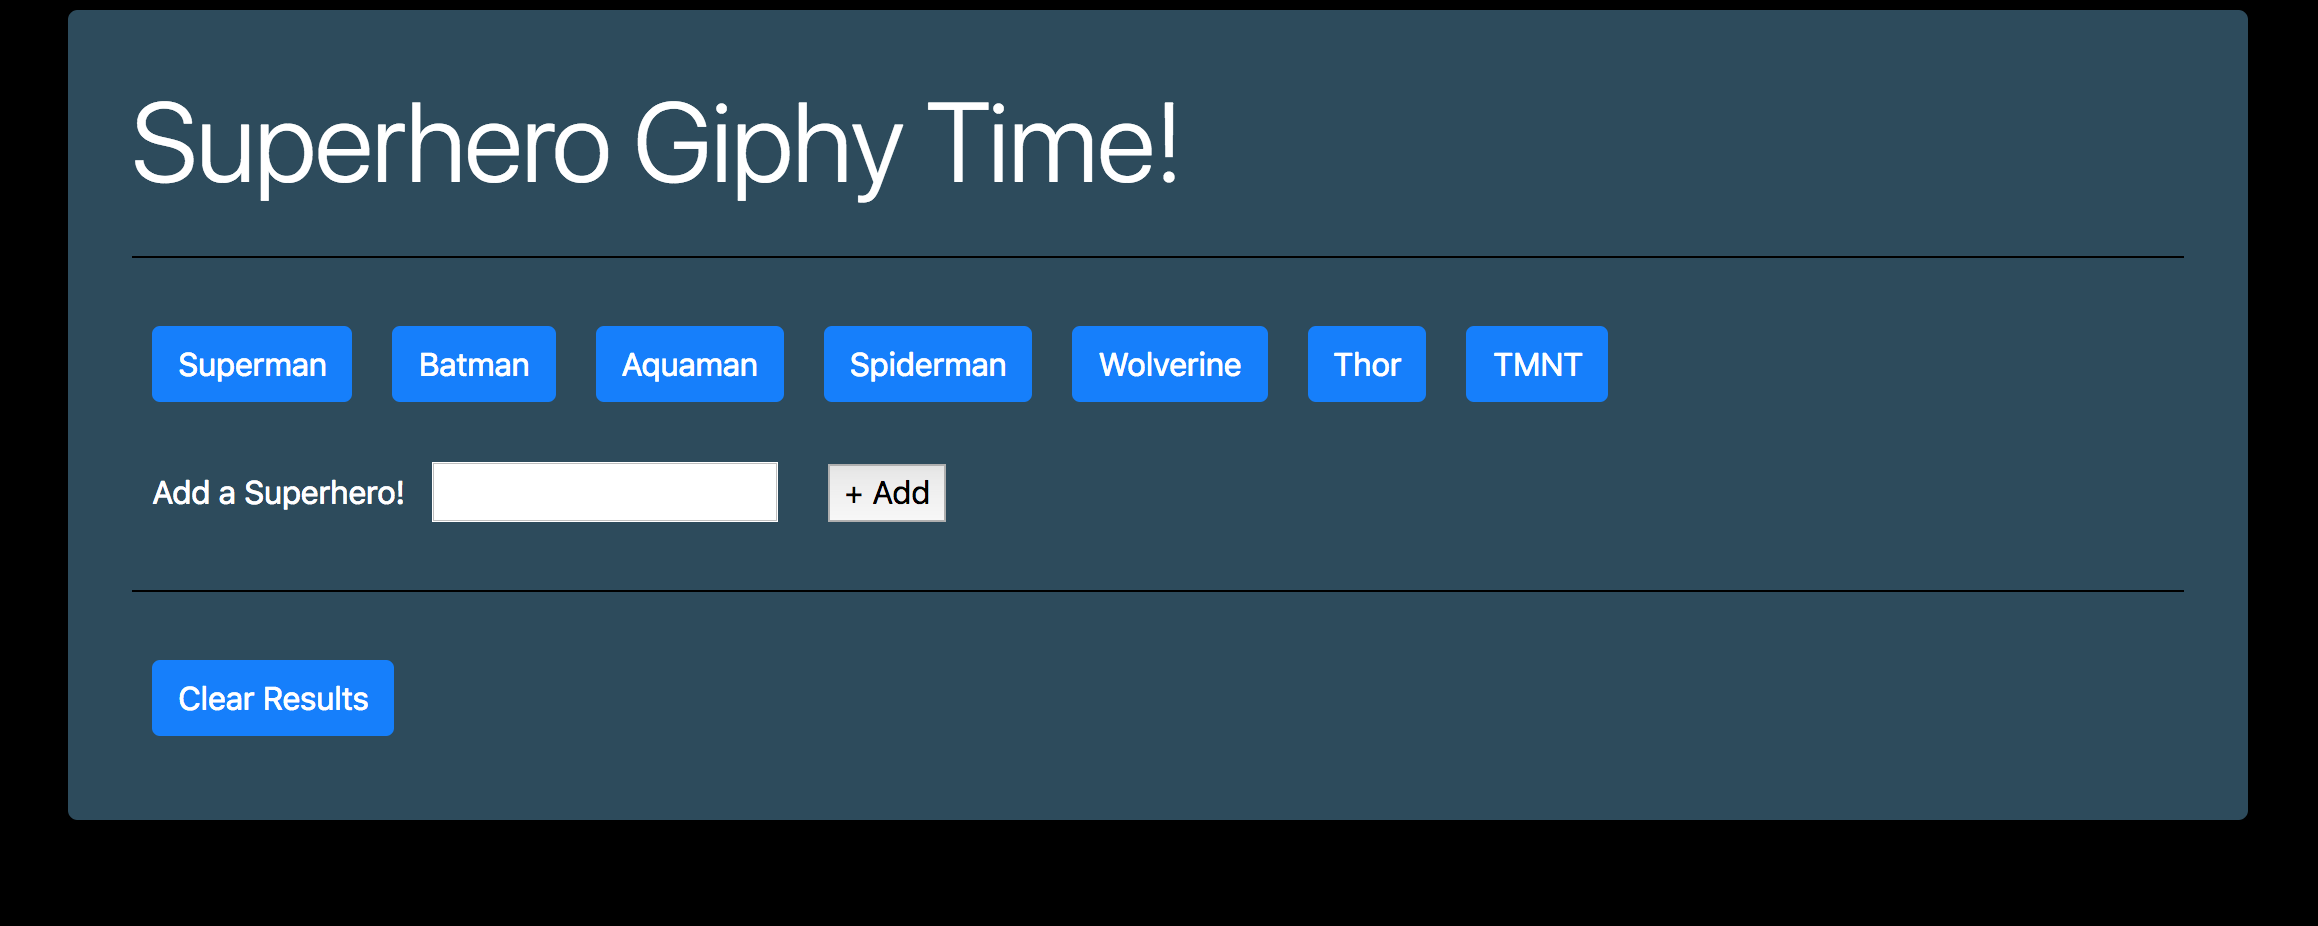 Superhero Giphy Time!
Superman Batman Aquaman Spiderman Wolverine Thor TMNT
Add a Superhero! + Add
Clear Results